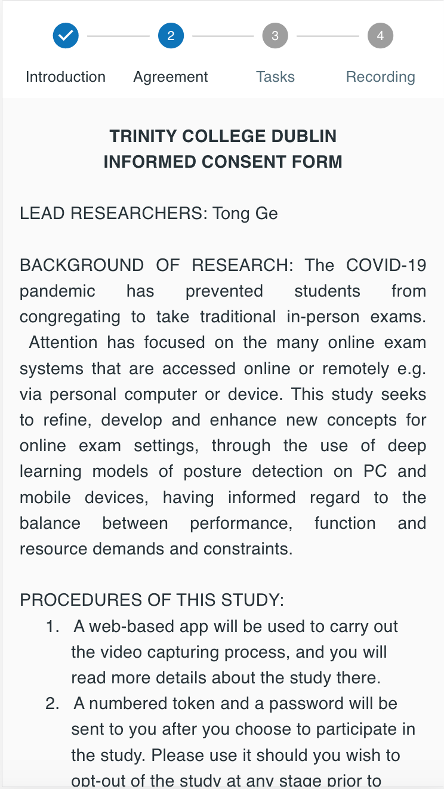 2 3 4
Introduction Agreement Tasks Recording
TRINITY COLLEGE DUBLIN
INFORMED CONSENT FORM
LEAD RESEARCHERS: Tong Ge
BACKGROUND OF RESEARCH: The COVID-19
pandemic has prevented students from
congregating to take traditional in-person exams.
Attention has focused on the many online exam
systems that are accessed online or remotely e.g.
via personal computer or device. This study seeks
to refine, develop and enhance new concepts for
online exam settings, through the use of deep
learning models of posture detection on PC and
mobile devices, having informed regard to the
balance between performance, function and
resource demands and constraints.
PROCEDURES OF THIS STUDY:
1. A web-based app will be used to carry out
the video capturing process, and you will
read more details about the study there.
2. A numbered token and a password will be
sent to you after you choose to participate in
the study. Please use it should you wish to
opt-out of the study at any stage prior to